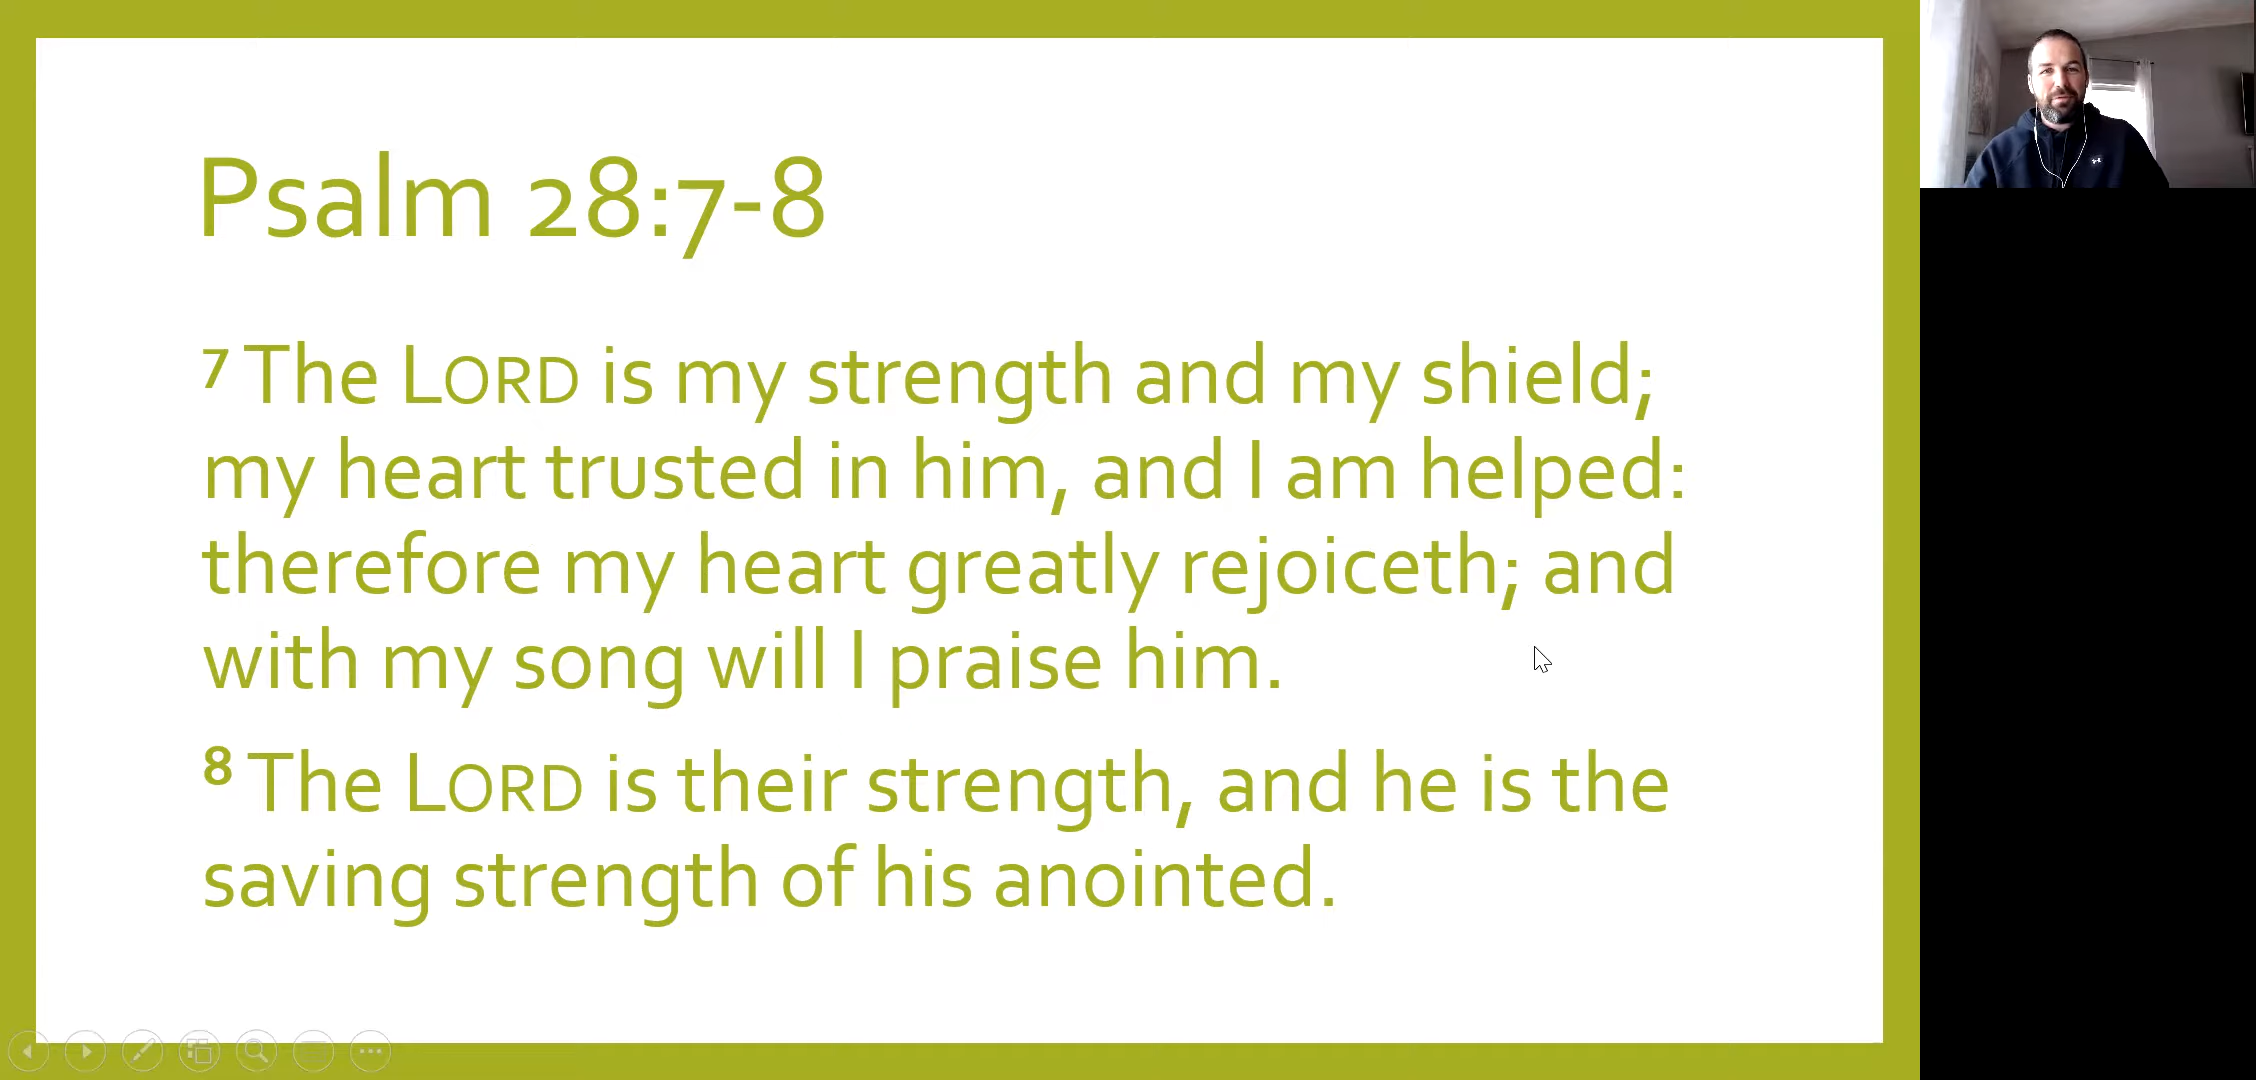 Psalm 28:7-8
7 The LORD is my strength and my shield;
my heart trusted in him, and I am helped:
therefore my heart greatly rejoiceth; and
with my song will I praise him.
8 The LORD is their strength, and he is the
saving strength of his anointed.